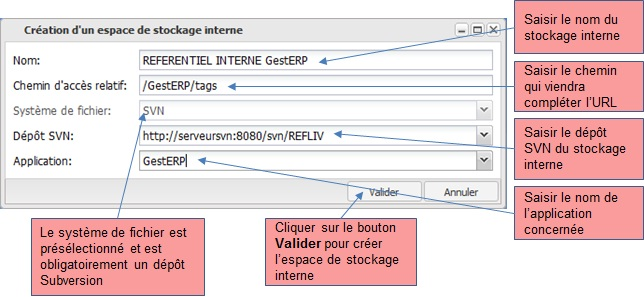 Création d'un espace de stockage interne
Nom:
REFERENTIEL INTERNE GestERP
Chemin d'accès relatif:
/GestERP/tags
Système de fichier:
SVN
Dépôt SVN:
http://serveursvn:8080/svn/REFLIV
Application:
GestERP
Valider
Annuler
Saisir le nom du
stockage interne
Saisir le chemin
qui viendra
compléter l'URL
Saisir le dépôt
SVN du stockage
interne
Saisir le nom de
l'application
concernée
Le système de fichier est
présélectionné et est
obligatoirement un dépôt
Subversion
Cliquer sur le bouton
Valider pour créer
l'espace de stockage
interne